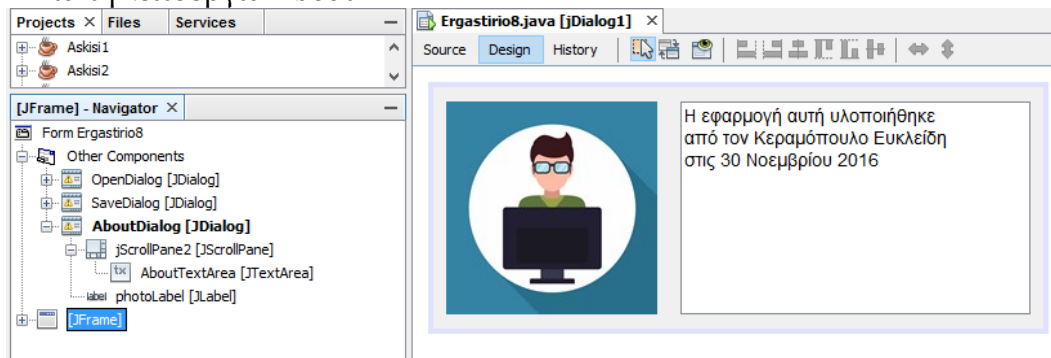 Projects × Files Services
Askisi1
Askisi2
[JFrame] - Navigator ×
Form Ergastirio8
Other Components
OpenDialog [JDialog]
SaveDialog [JDialog]
AboutDialog [JDialog]
jScrollPane2 [JScrollPane]
AboutTextArea [JTextArea]
label photoLabel [JLabel]
[JFrame]
Ergastirio8.java [jDialog1] ×
Source Design History
Η εφαρμογή αυτή υλοποιήθηκε
από τον Κεραμόπουλο Ευκλείδη
στις 30 Νοεμβρίου 2016